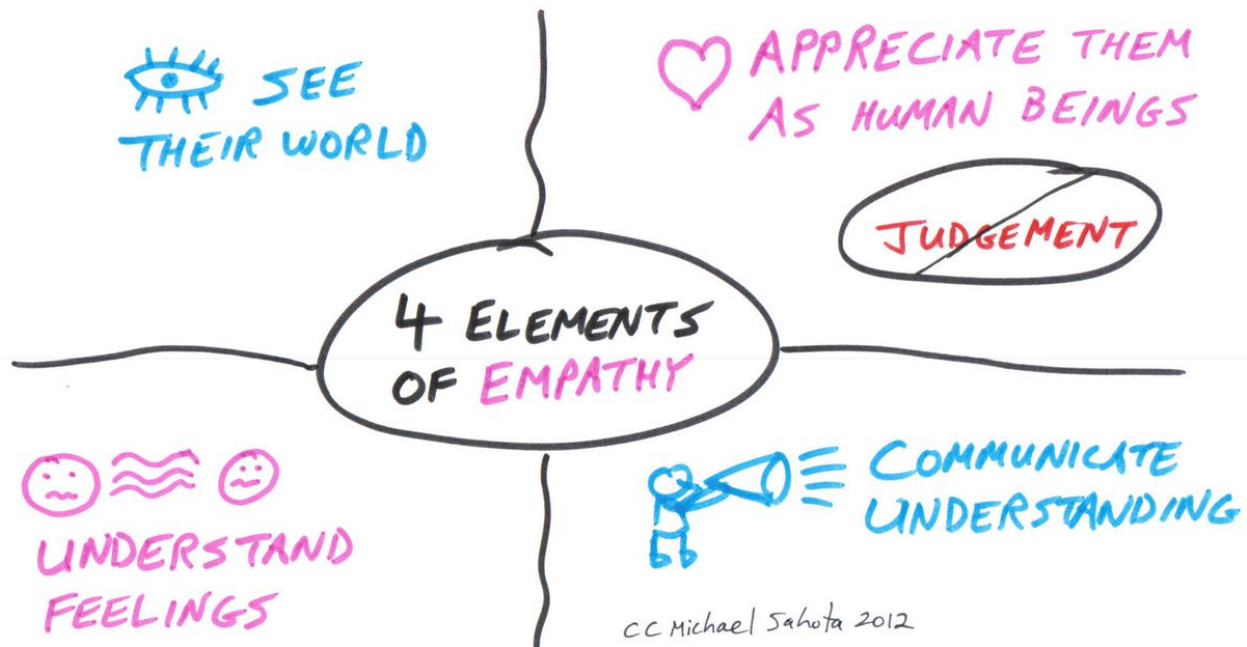 SEE
THEIR WORLD
APPRECIATE THEM
AS HUMAN BEINGS
JUDGEMENT
4 ELEMENTS
OF EMPATHY
UNDERSTAND
FEELINGS
COMMUNICATE
UNDERSTANDING
CC Michael Sahota 2012